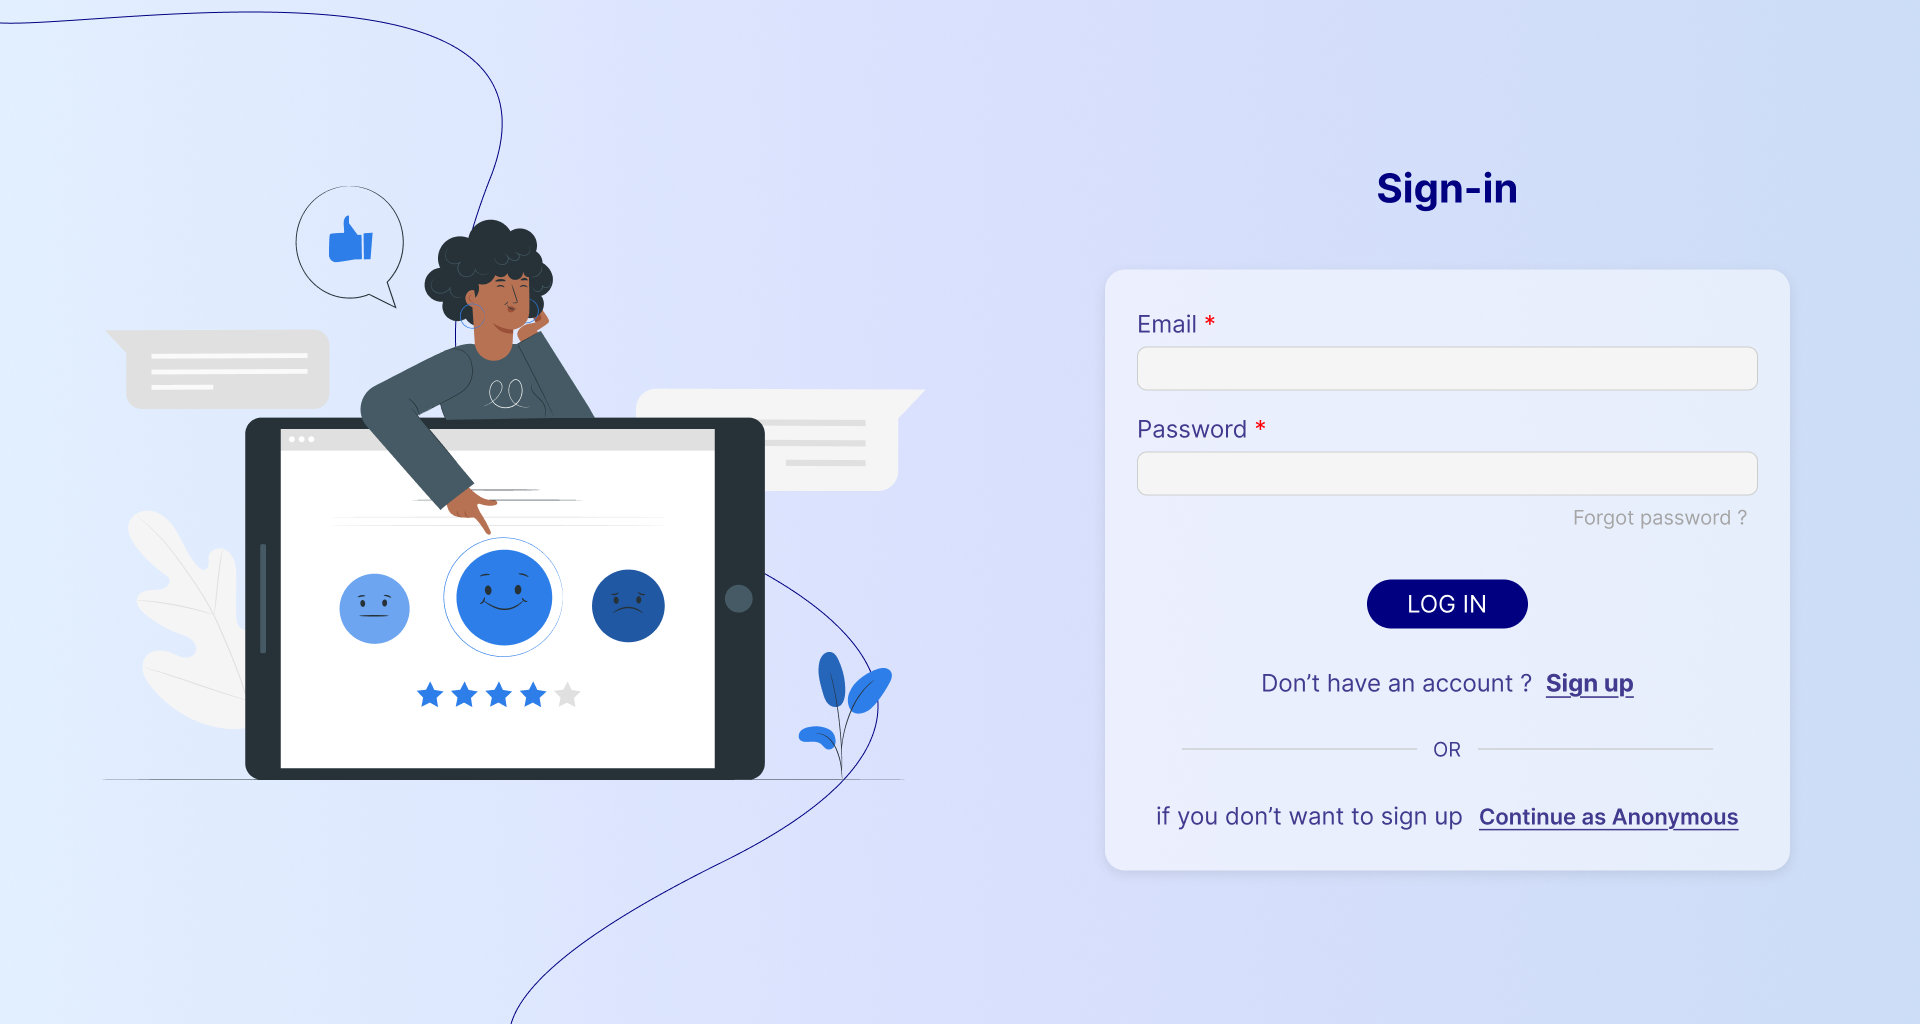 Sign-in
Email *
Password *
Forgot password ?
LOG IN
Don’t have an account ? Sign up
OR
if you don’t want to sign up Continue as Anonymous